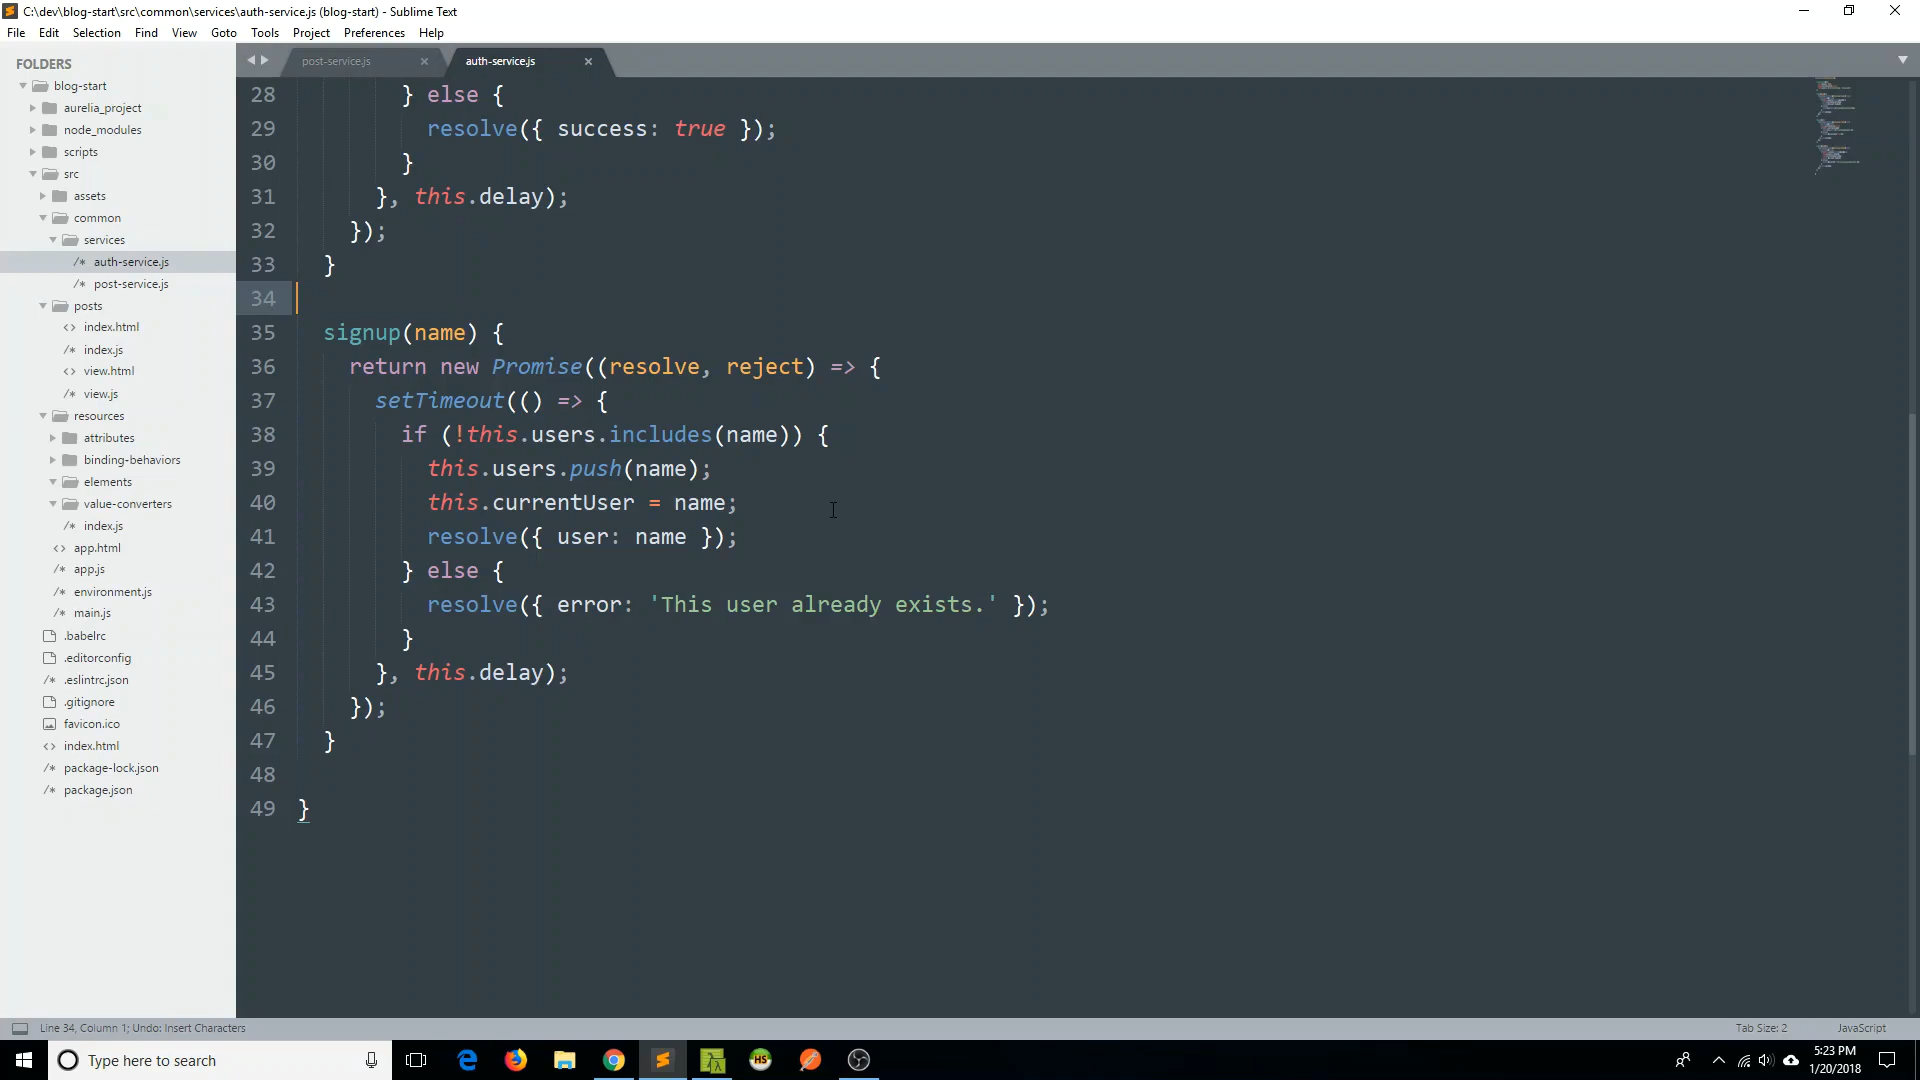 C:\dev\blog-start\src\common\services\auth-service.js (blog-start) - Sublime Text
File Edit Selection Find View Goto Tools Project Preferences Help
FOLDERS
blog-start
aurelia_project
node_modules
scripts
src
assets
common
services
/* auth-service.js
/* post-service.js
posts
<> index.html
/* index.js
<> view.html
/* view.js
resources
attributes
binding-behaviors
elements
value-converters
/* index.js
<> app.html
/* app.js
/* environment.js
/* main.js
.babelrc
.editorconfig
/* .eslintrc.json
.gitignore
favicon.ico
<> index.html
/* package-lock.json
/* package.json
post-service.js
auth-service.js
28 } else {
29 resolve({ success: true });
30 }
31 }, this.delay);
32 });
33 }
34
35 signup(name) {
36 return new Promise((resolve, reject) => {
37 setTimeout(() => {
38 if (!this.users.includes(name)) {
39 this.users.push(name);
40 this.currentUser = name;
41 resolve({ user: name });
42 } else {
43 resolve({ error: 'This user already exists.' });
44 }
45 }, this.delay);
46 });
47 }
48
49 }
Line 34, Column 1; Undo: Insert Characters
Tab Size: 2
JavaScript
Type here to search
HS
5:23 PM
1/20/2018